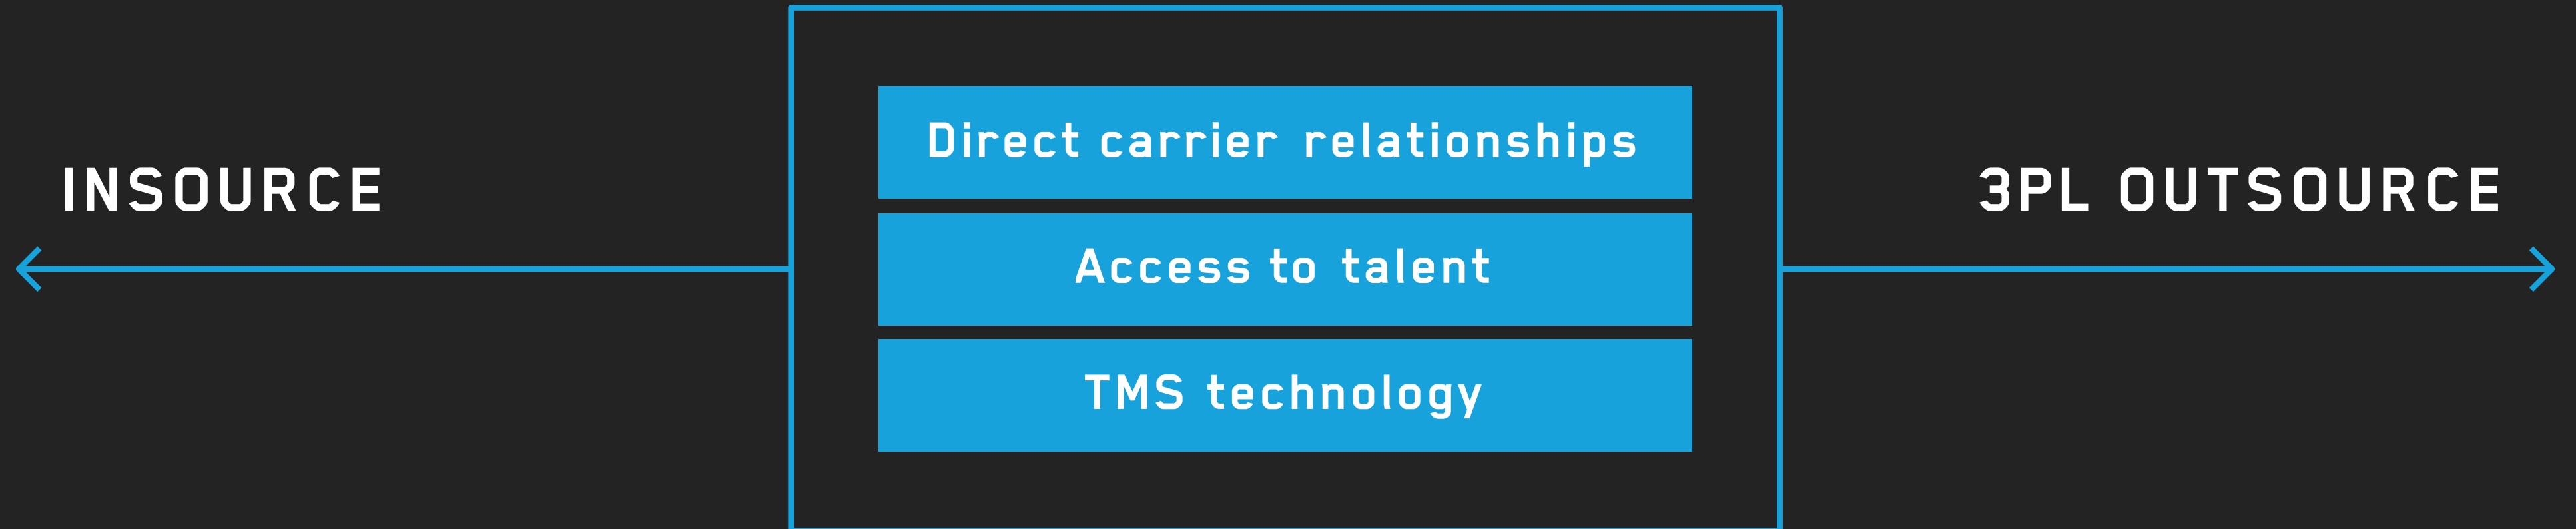 INSOURCE
Direct carrier relationships
Access to talent
TMS technology
3PL OUTSOURCE